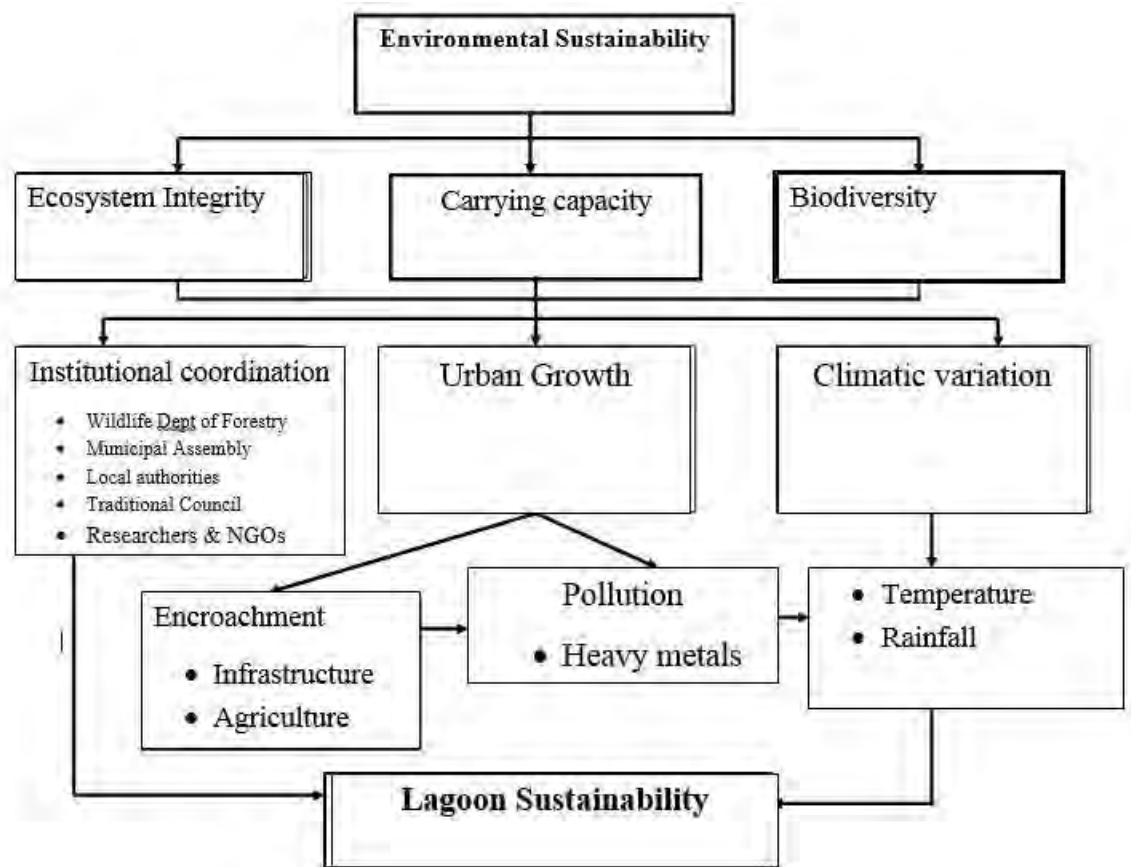 Environmental Sustainability
Ecosystem Integrity
Carrying capacity
Biodiversity
Institutional coordination
• Wildlife Dept of Forestry
• Municipal Assembly
• Local authorities
• Traditional Council
• Researchers & NGOs
Urban Growth
Climatic variation
Encroachment
• Infrastructure
• Agriculture
Pollution
• Heavy metals
• Temperature
• Rainfall
Lagoon Sustainability